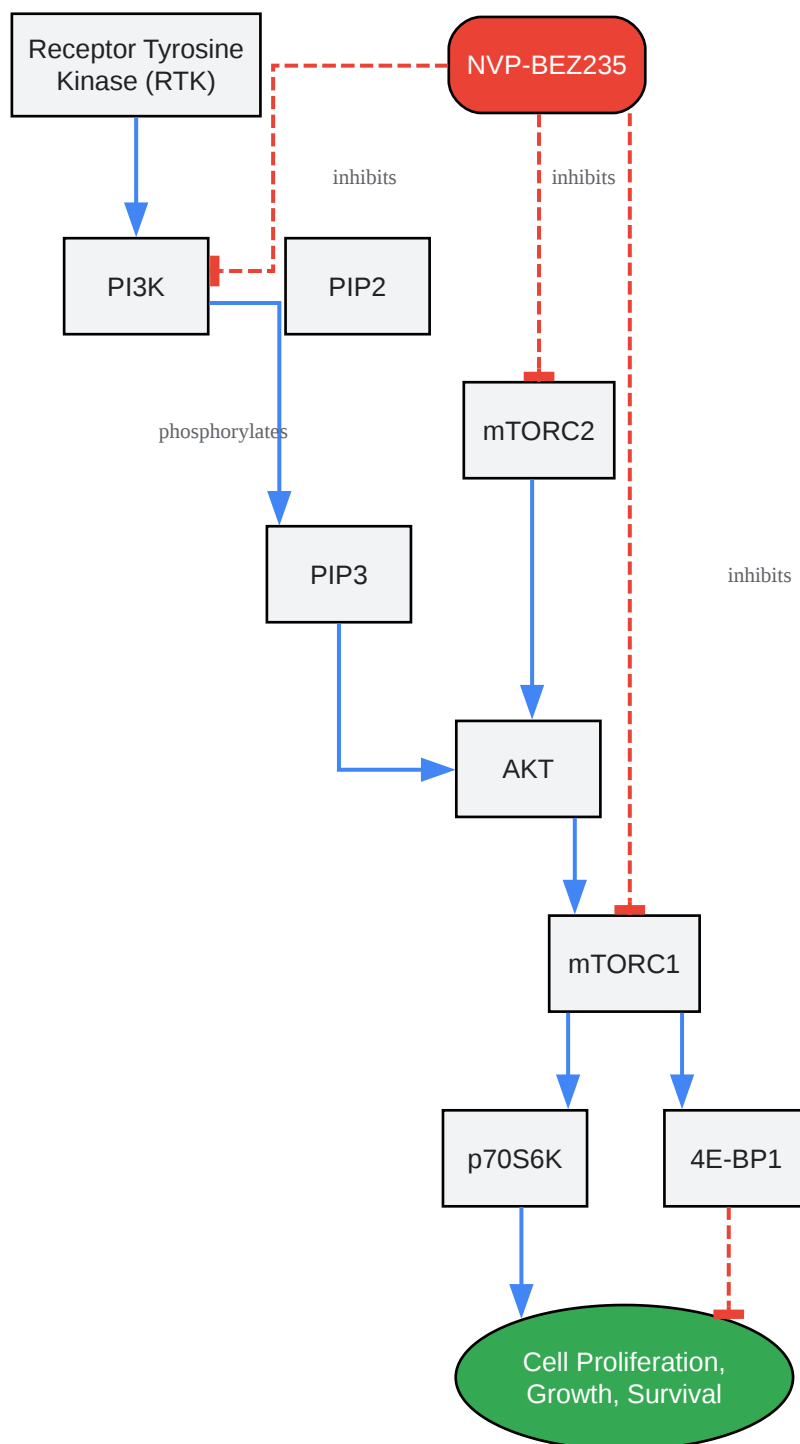 Receptor Tyrosine
Kinase (RTK)
NVP-BEZ235
inhibits
inhibits
PI3K
PIP2
mTORC2
phosphorylates
PIP3
inhibits
AKT
mTORC1
p70S6K
4E-BP1
Cell Proliferation,
Growth, Survival